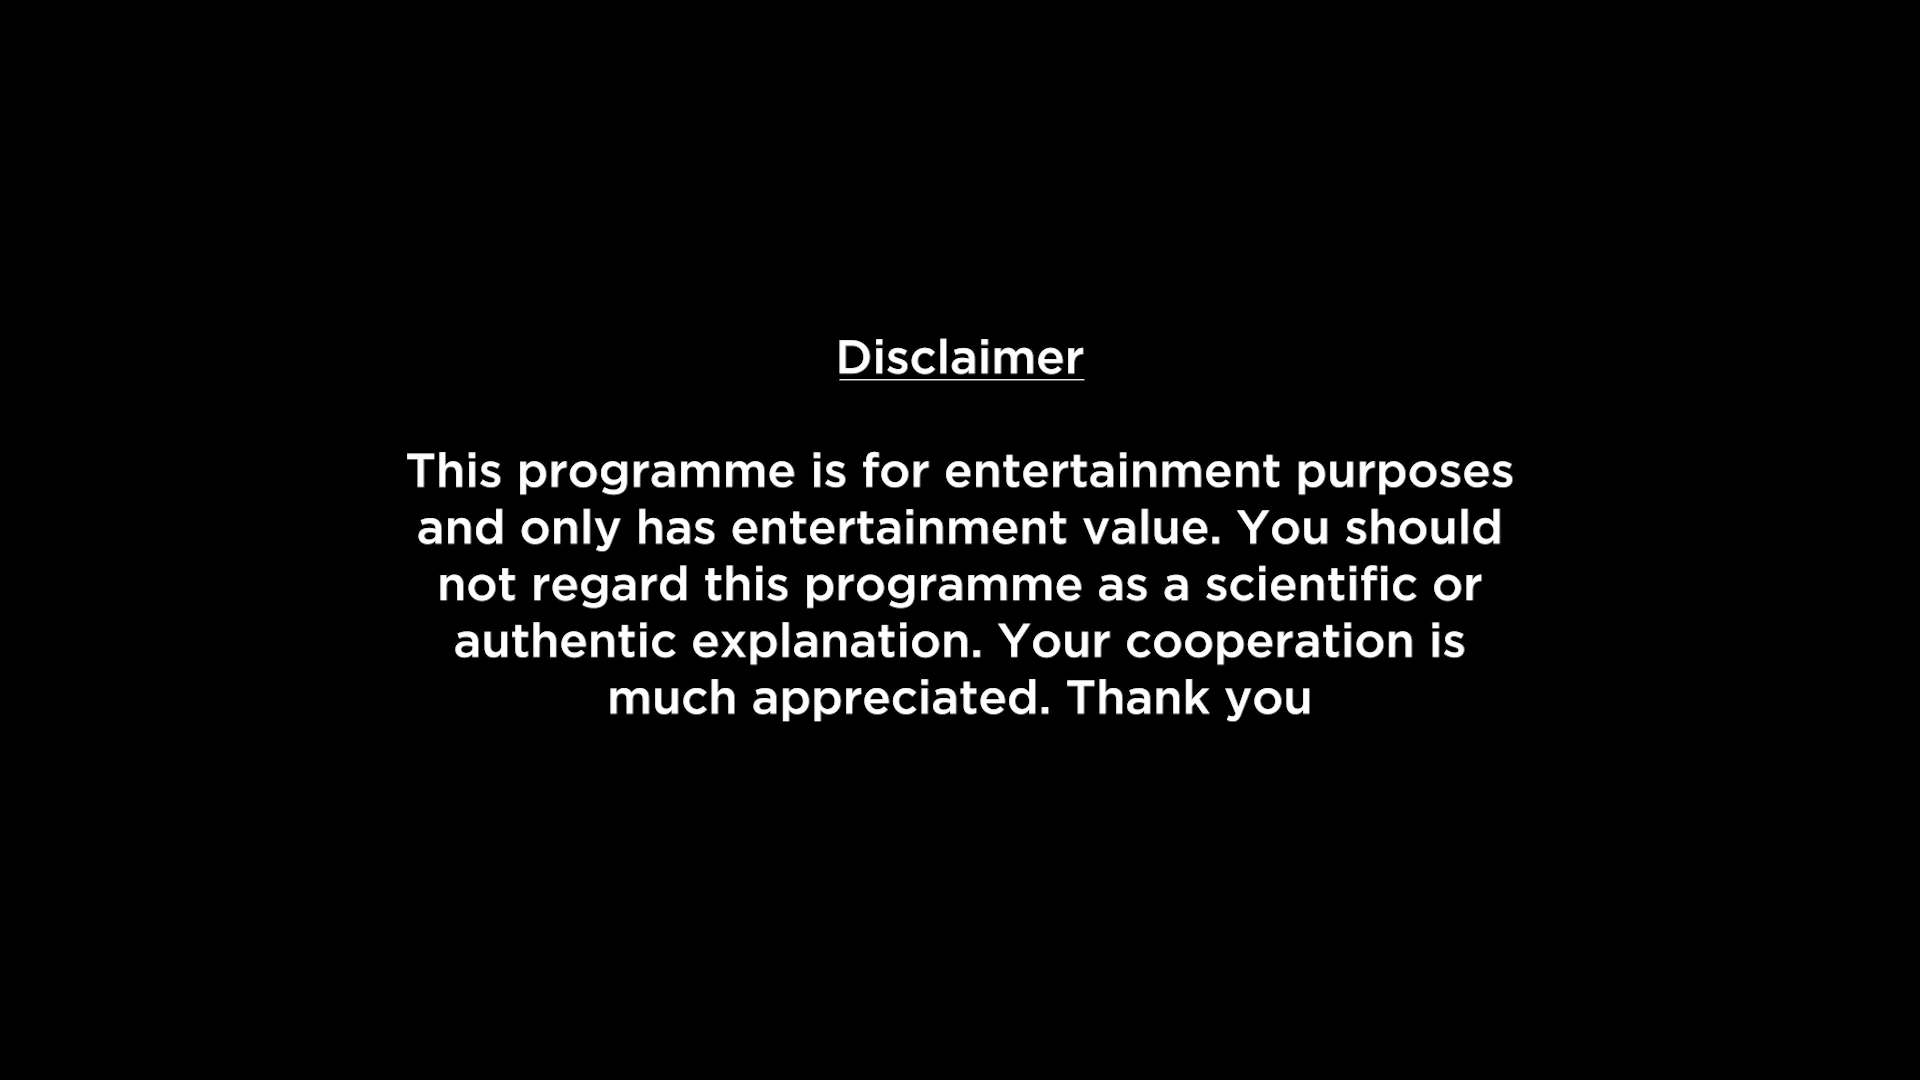 Disclaimer
This programme is for entertainment purposes
and only has entertainment value. You should
not regard this programme as a scientific or
authentic explanation. Your cooperation is
much appreciated. Thank you